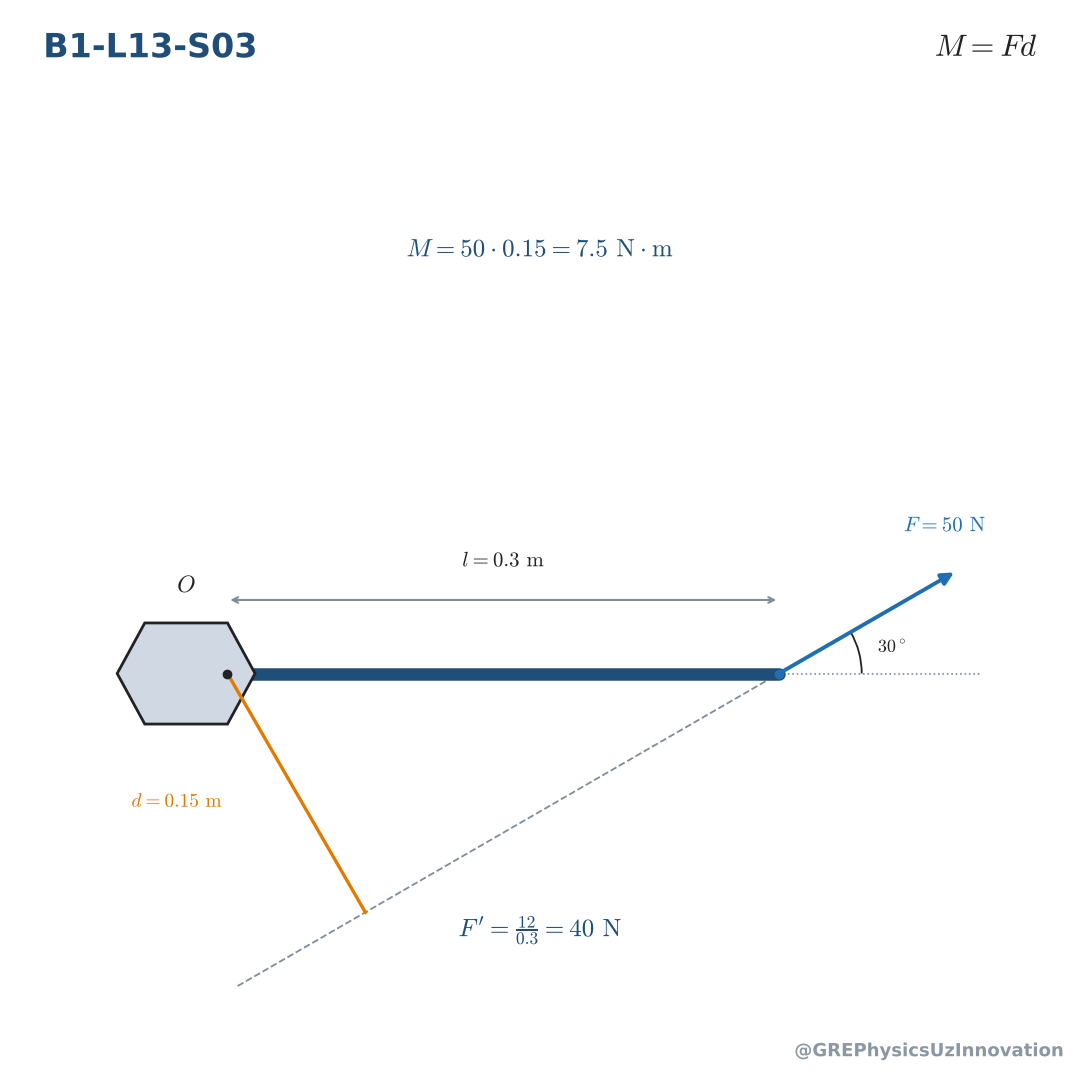 B1-L13-S03
M = Fd
M = 50 · 0.15 = 7.5 N · m
F = 50 N
l = 0.3 m
O
30°
d = 0.15 m
F′ = 12/0.3 = 40 N
@GREPhysicsUzInnovation